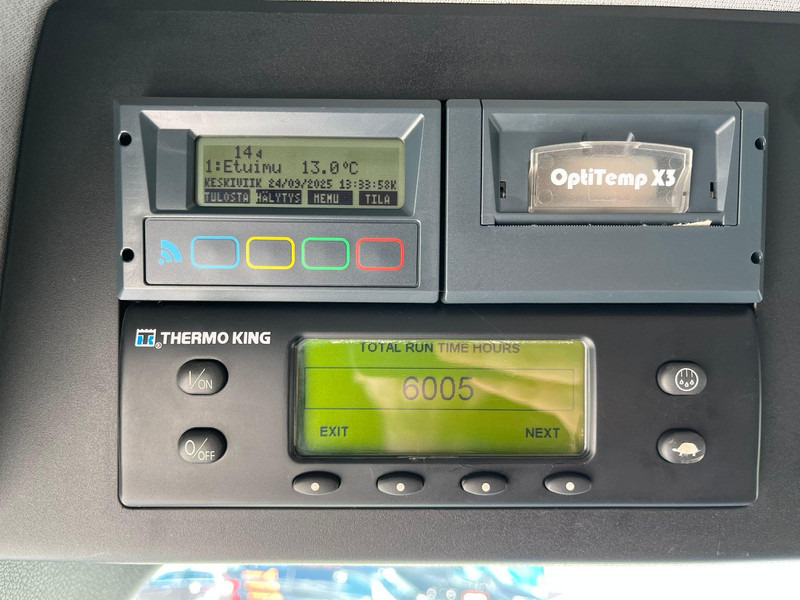 14
1:Etuimu 13.0°C
KESKIVIIK 24/09/2025 13:33:58K
TULOSTA HÄLYTYS MENU TILA
OptiTemp X3
THERMO KING
TOTAL RUN TIME HOURS
6005
EXIT NEXT
I/ON
O/OFF